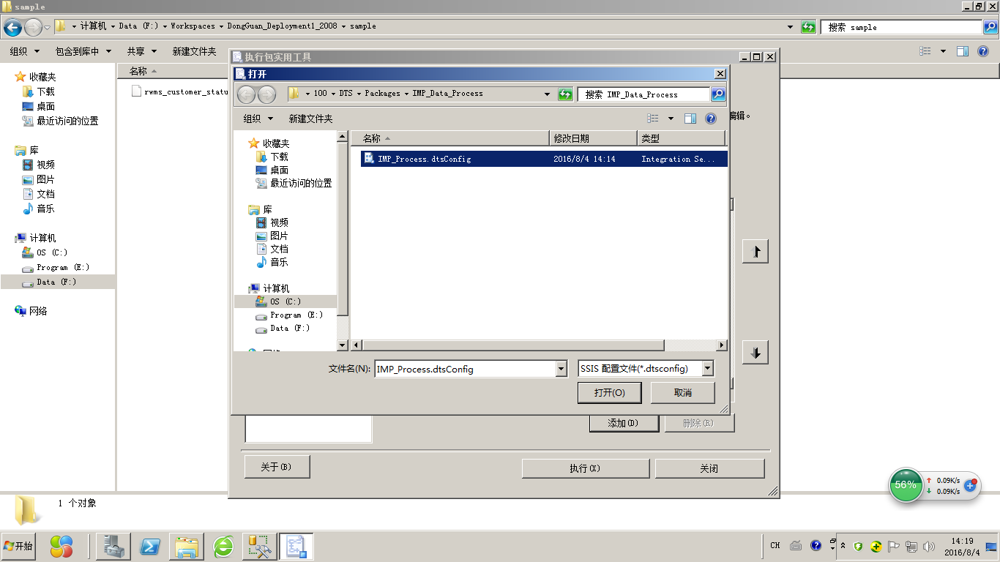 sample
计算机 Data (F:) Workspaces DongGuan_Deployment1_2008 sample
搜索 sample
组织 包含到库中 共享 新建文件夹
收藏夹
下载
桌面
最近访问的位置
库
视频
图片
文档
音乐
计算机
OS (C:)
Program (E:)
Data (F:)
网络
名称
rwms_customer_statu
执行包实用工具
编辑。
打开
100 DTS Packages IMP_Data_Process
搜索 IMP_Data_Process
组织 新建文件夹
收藏夹
下载
桌面
最近访问的位置
库
视频
图片
文档
音乐
计算机
OS (C:)
Program (E:)
Data (F:)
名称 修改日期 类型
IMP_Process.dtsConfig 2016/8/4 14:14 Integration Se...
文件名(N): IMP_Process.dtsConfig SSIS 配置文件(*.dtsconfig)
打开(O) 取消
添加(D) 删除(R)
关于(B) 执行(X) 关闭
56% 0.09K/s
0.09K/s
1 个对象
开始
CH
14:19
2016/8/4